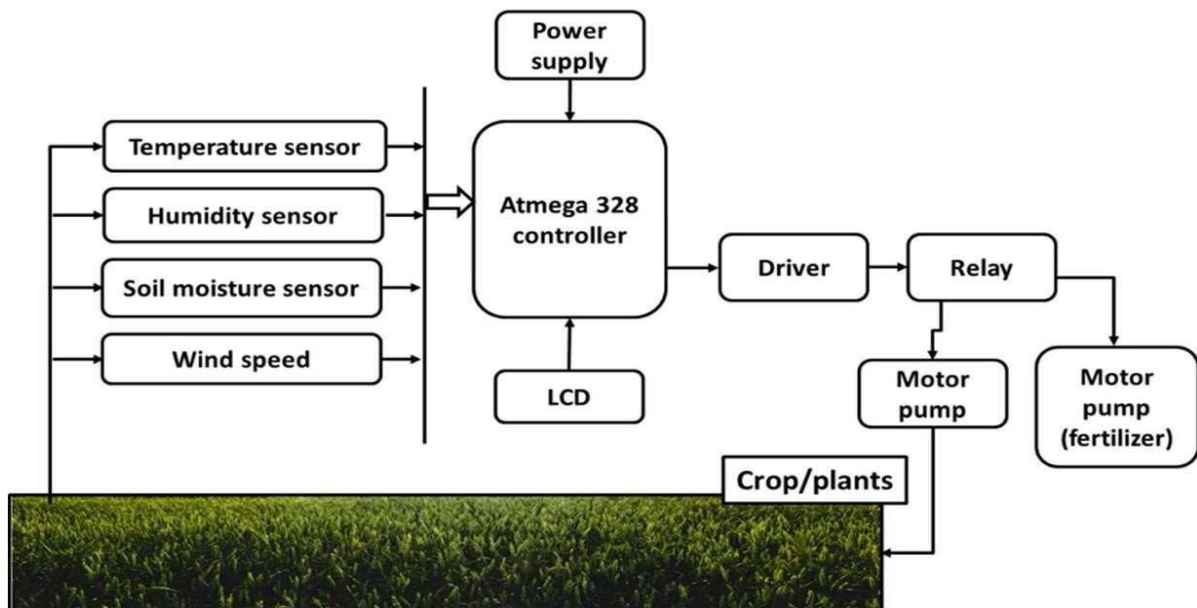 Power
supply
Temperature sensor
Humidity sensor
Soil moisture sensor
Wind speed
Atmega 328
controller
Driver
Relay
LCD
Motor
pump
Motor
pump
(fertilizer)
Crop/plants